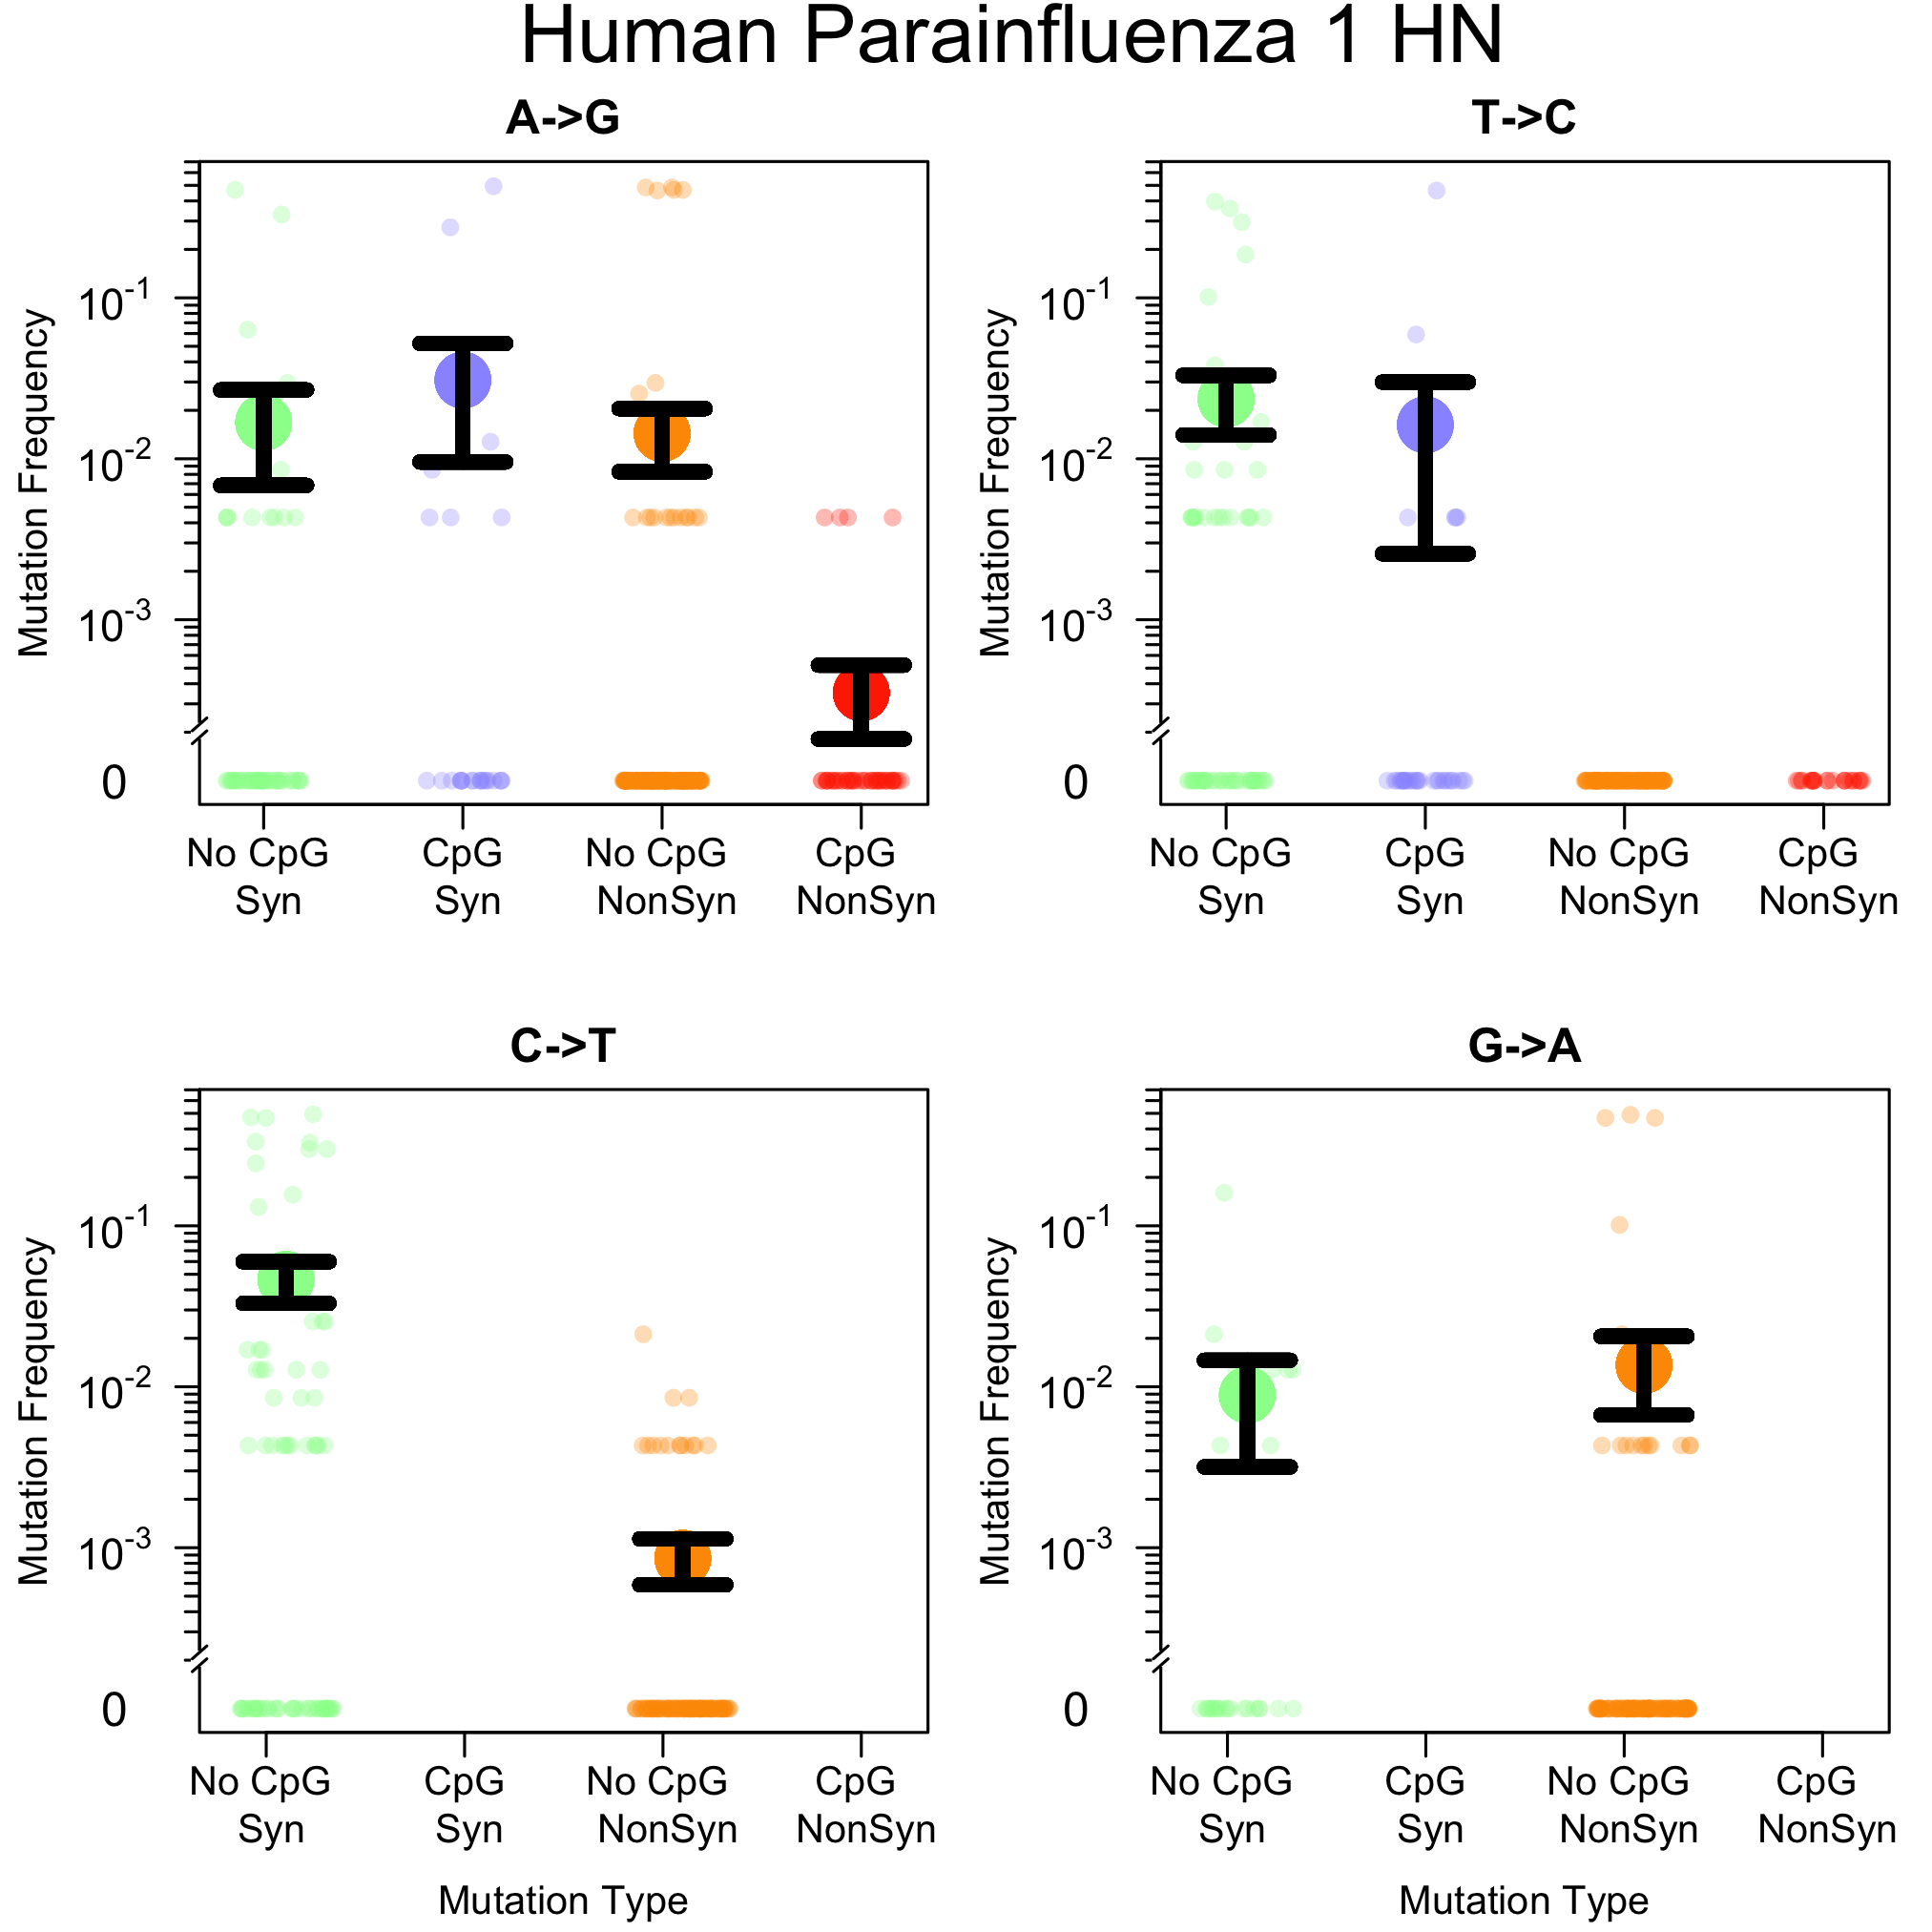 Human Parainfluenza 1 HN
A->G
T->C
Mutation Frequency
10-1
10-2
10-3
0
No CpG Syn
CpG Syn
No CpG NonSyn
CpG NonSyn
Mutation Frequency
10-1
10-2
10-3
0
No CpG Syn
CpG Syn
No CpG NonSyn
CpG NonSyn
C->T
G->A
Mutation Frequency
10-1
10-2
10-3
0
No CpG Syn
CpG Syn
No CpG NonSyn
CpG NonSyn
Mutation Type
Mutation Frequency
10-1
10-2
10-3
0
No CpG Syn
CpG Syn
No CpG NonSyn
CpG NonSyn
Mutation Type